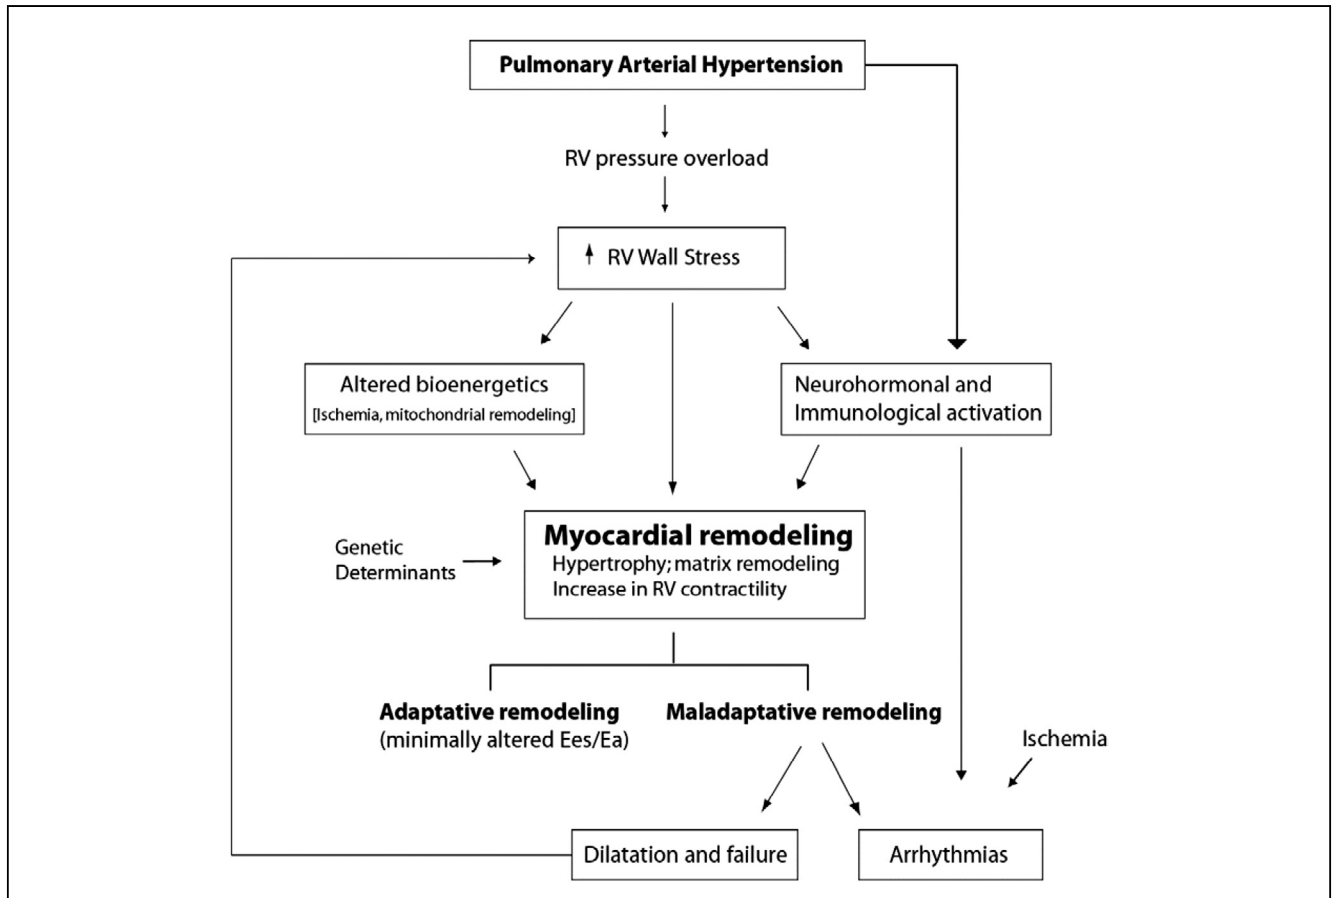 Pulmonary Arterial Hypertension
RV pressure overload
RV Wall Stress
Altered bioenergetics
[Ischemia, mitochondrial remodeling]
Neurohormonal and
Immunological activation
Myocardial remodeling
Hypertrophy; matrix remodeling
Increase in RV contractility
Genetic
Determinants
Adaptative remodeling
(minimally altered Ees/Ea)
Maladaptative remodeling
Ischemia
Dilatation and failure
Arrhythmias